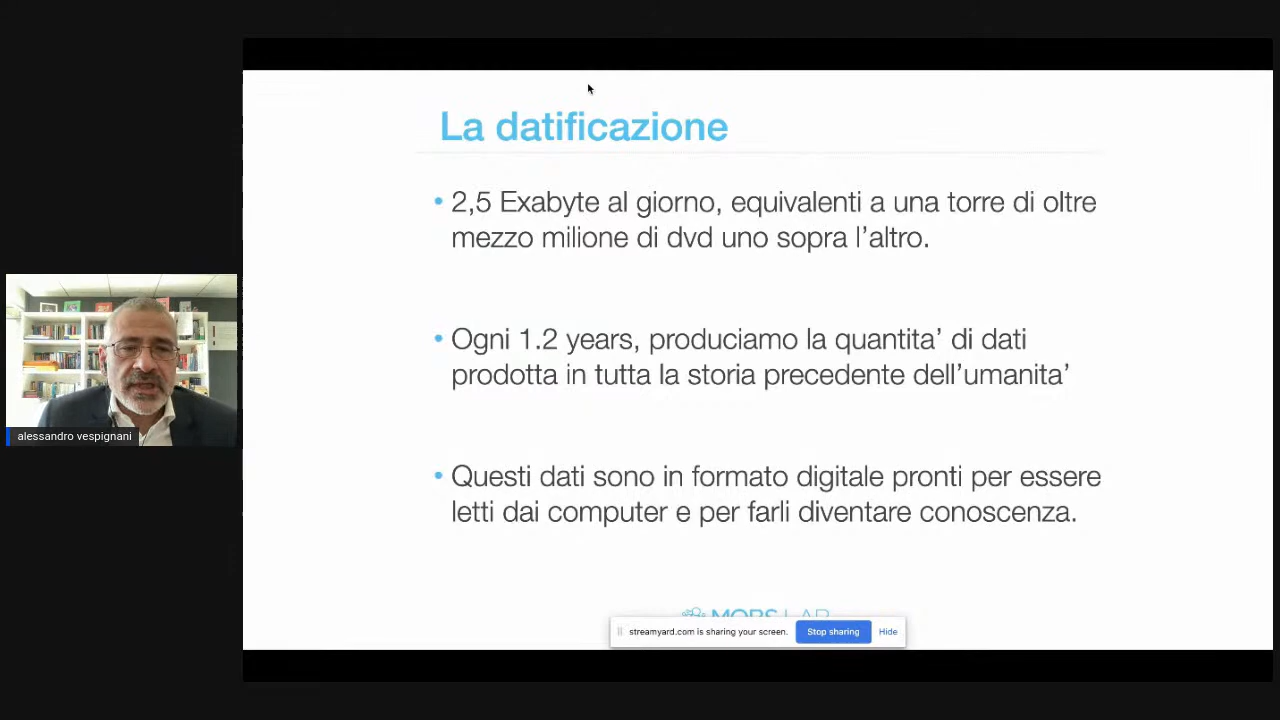 La datificazione
• 2,5 Exabyte al giorno, equivalenti a una torre di oltre
mezzo milione di dvd uno sopra l’altro.
• Ogni 1.2 years, produciamo la quantita’ di dati
prodotta in tutta la storia precedente dell’umanita’
• Questi dati sono in formato digitale pronti per essere
letti dai computer e per farli diventare conoscenza.
alessandro vespignani
MOBS LAB
streamyard.com is sharing your screen.
Stop sharing
Hide